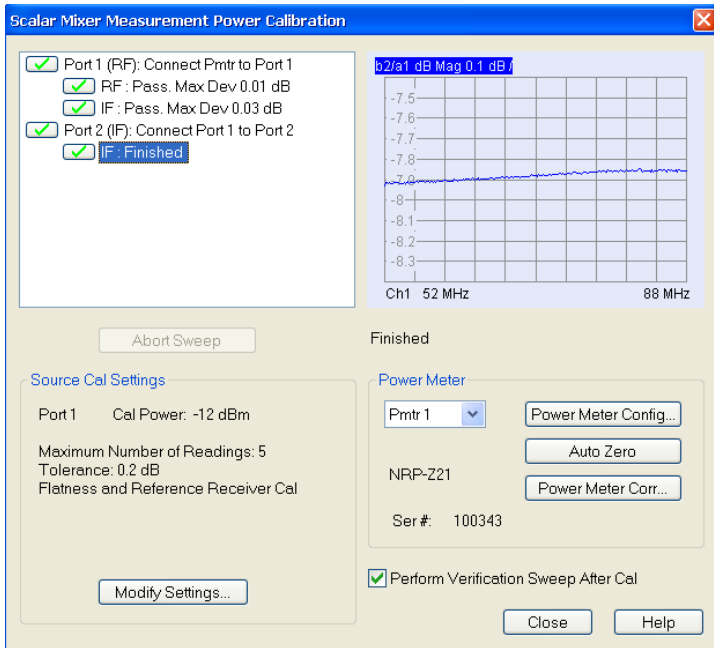 Scalar Mixer Measurement Power Calibration
Port 1 (RF): Connect Pmtr to Port 1
RF : Pass. Max Dev 0.01 dB
IF : Pass. Max Dev 0.03 dB
Port 2 (IF): Connect Port 1 to Port 2
IF : Finished
b2/a1 dB Mag 0.1 dB /
-7.5
-7.6
-7.7
-7.8
-7.9
-8
-8.1
-8.2
-8.3
Ch1 52 MHz 88 MHz
Abort Sweep
Finished
Source Cal Settings
Port 1 Cal Power: -12 dBm
Maximum Number of Readings: 5
Tolerance: 0.2 dB
Flatness and Reference Receiver Cal
Modify Settings...
Power Meter
Pmtr 1
Power Meter Config...
Auto Zero
NRP-Z21
Power Meter Corr...
Ser #: 100343
Perform Verification Sweep After Cal
Close
Help